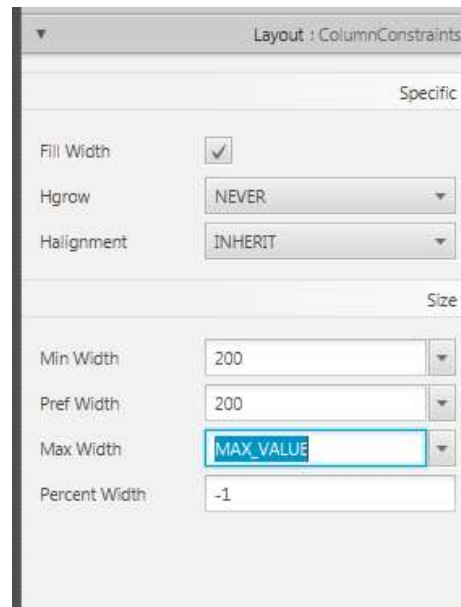 Layout : ColumnConstraints
Specific
Fill Width
Hgrow NEVER
Halignment INHERIT
Size
Min Width 200
Pref Width 200
Max Width MAX_VALUE
Percent Width -1